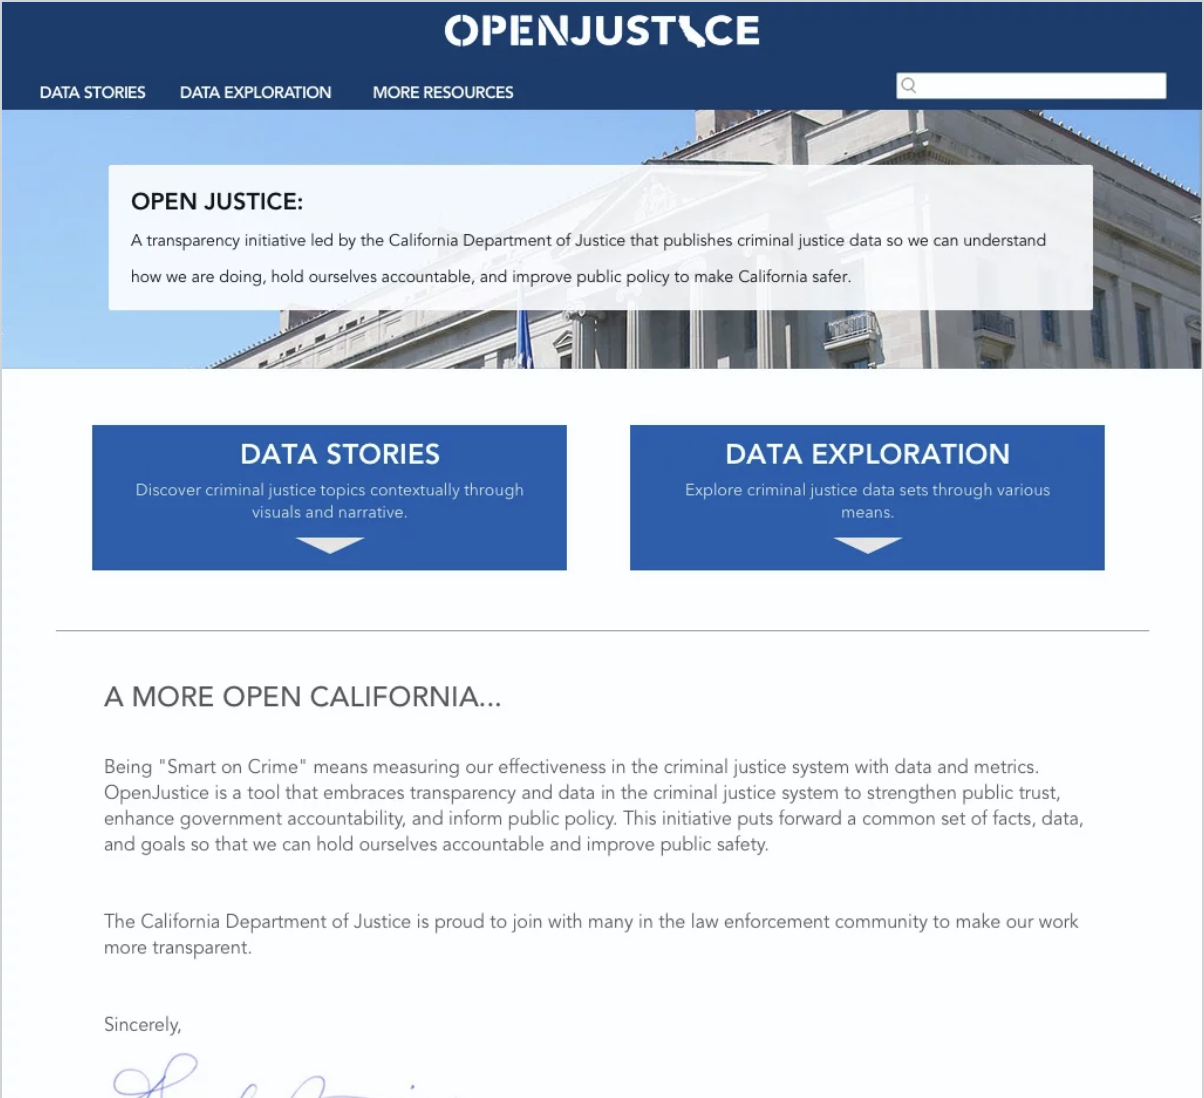 OPENJUSTICE
DATA STORIES
DATA EXPLORATION
MORE RESOURCES
OPEN JUSTICE:
A transparency initiative led by the California Department of Justice that publishes criminal justice data so we can understand
how we are doing, hold ourselves accountable, and improve public policy to make California safer.
DATA STORIES
Discover criminal justice topics contextually through
visuals and narrative.
DATA EXPLORATION
Explore criminal justice data sets through various
means.
A MORE OPEN CALIFORNIA...
Being "Smart on Crime" means measuring our effectiveness in the criminal justice system with data and metrics.
OpenJustice is a tool that embraces transparency and data in the criminal justice system to strengthen public trust,
enhance government accountability, and inform public policy. This initiative puts forward a common set of facts, data,
and goals so that we can hold ourselves accountable and improve public safety.
The California Department of Justice is proud to join with many in the law enforcement community to make our work
more transparent.
Sincerely,